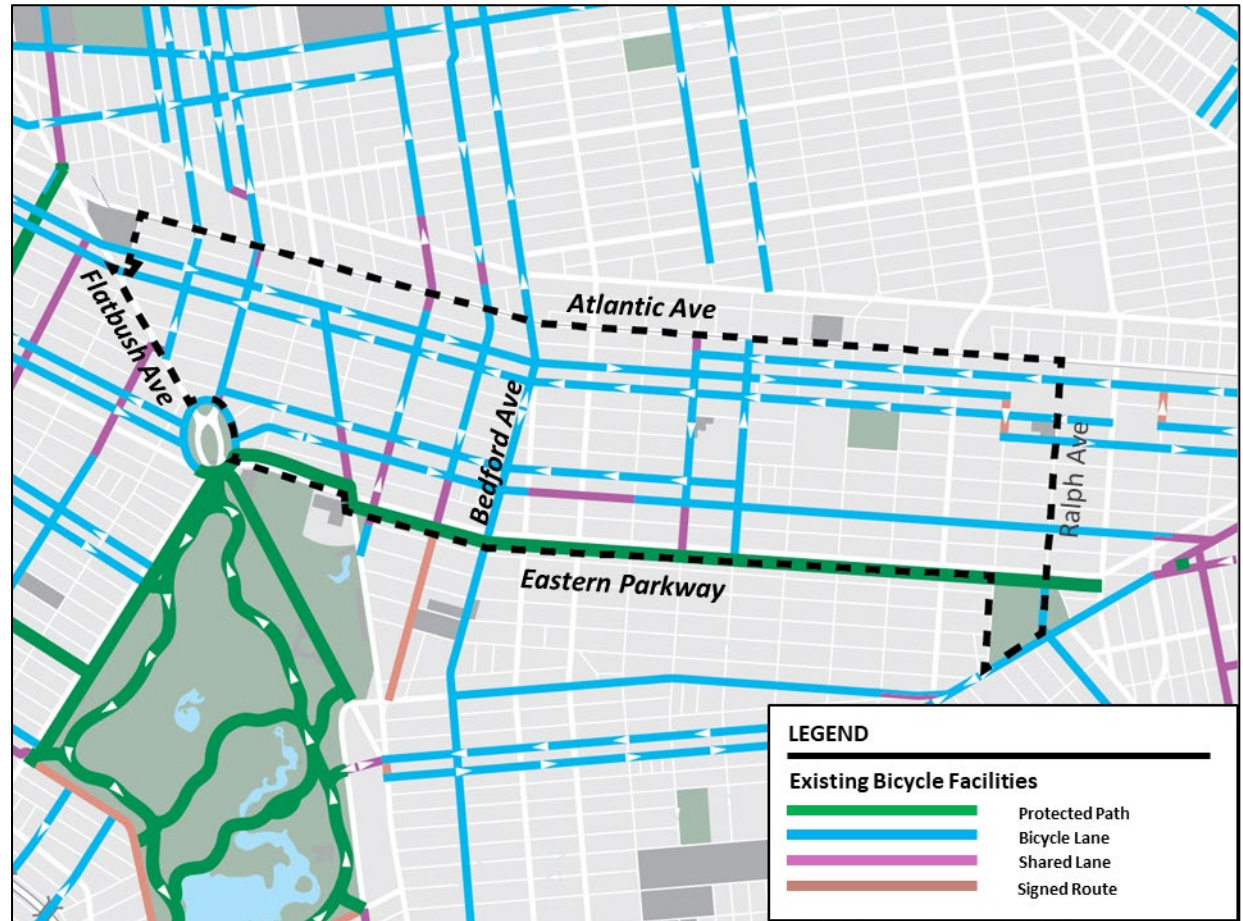 Flatbush Ave
Atlantic Ave
Bedford Ave
Ralph Ave
Eastern Parkway
LEGEND
Existing Bicycle Facilities
Protected Path
Bicycle Lane
Shared Lane
Signed Route